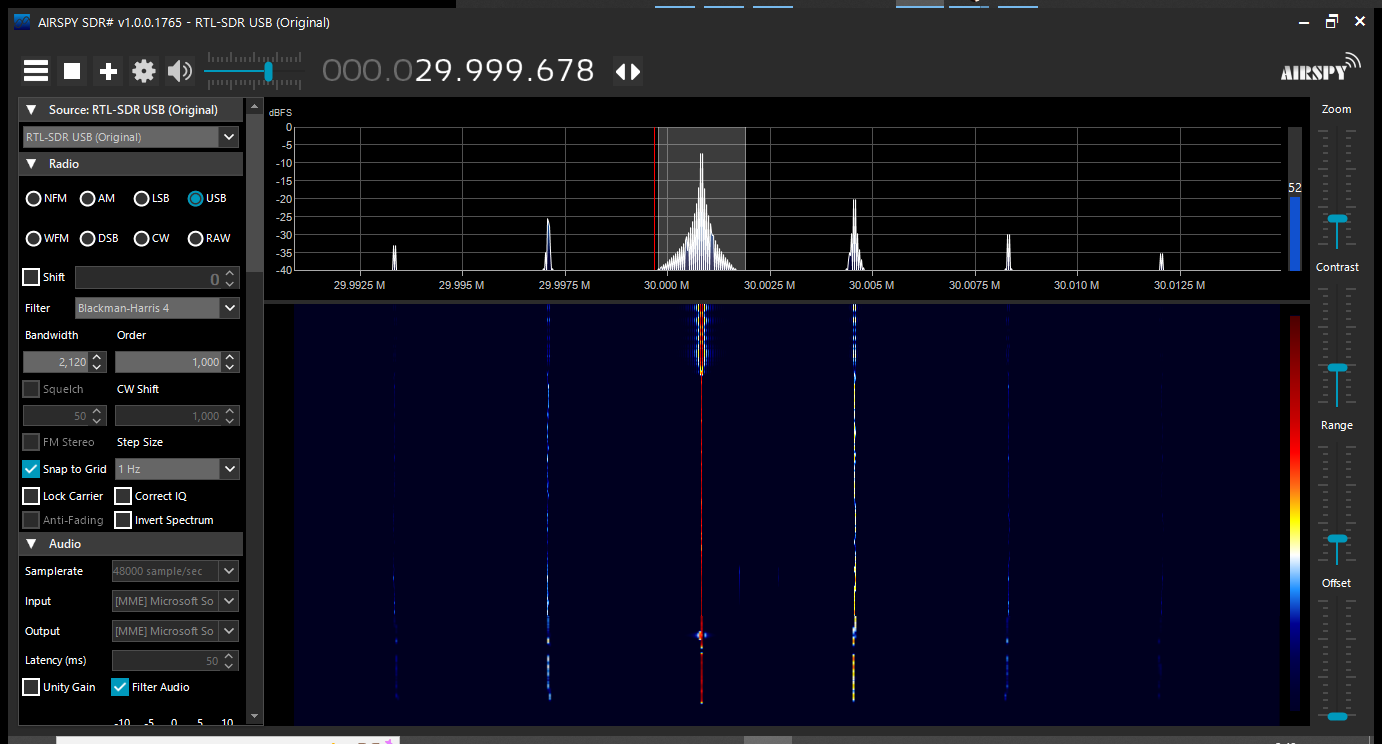 AIRSPY SDR# v1.0.0.1765 - RTL-SDR USB (Original)
000.029.999.678
AIRSPY
Source: RTL-SDR USB (Original)
RTL-SDR USB (Original)
Radio
NFM AM LSB USB
WFM DSB CW RAW
Shift 0
Filter Blackman-Harris 4
Bandwidth Order
2,120 1,000
Squelch CW Shift
50 1,000
FM Stereo Step Size
Snap to Grid 1 Hz
Lock Carrier Correct IQ
Anti-Fading Invert Spectrum
Audio
Samplerate 48000 sample/sec
Input [MME] Microsoft So
Output [MME] Microsoft So
Latency (ms) 50
Unity Gain Filter Audio
-10 -5 0 5 10
dBFS
0
-5
-10
-15
-20
-25
-30
-35
-40
29.9925 M 29.995 M 29.9975 M 30.000 M 30.0025 M 30.005 M 30.0075 M 30.010 M 30.0125 M
52
Zoom
Contrast
Range
Offset